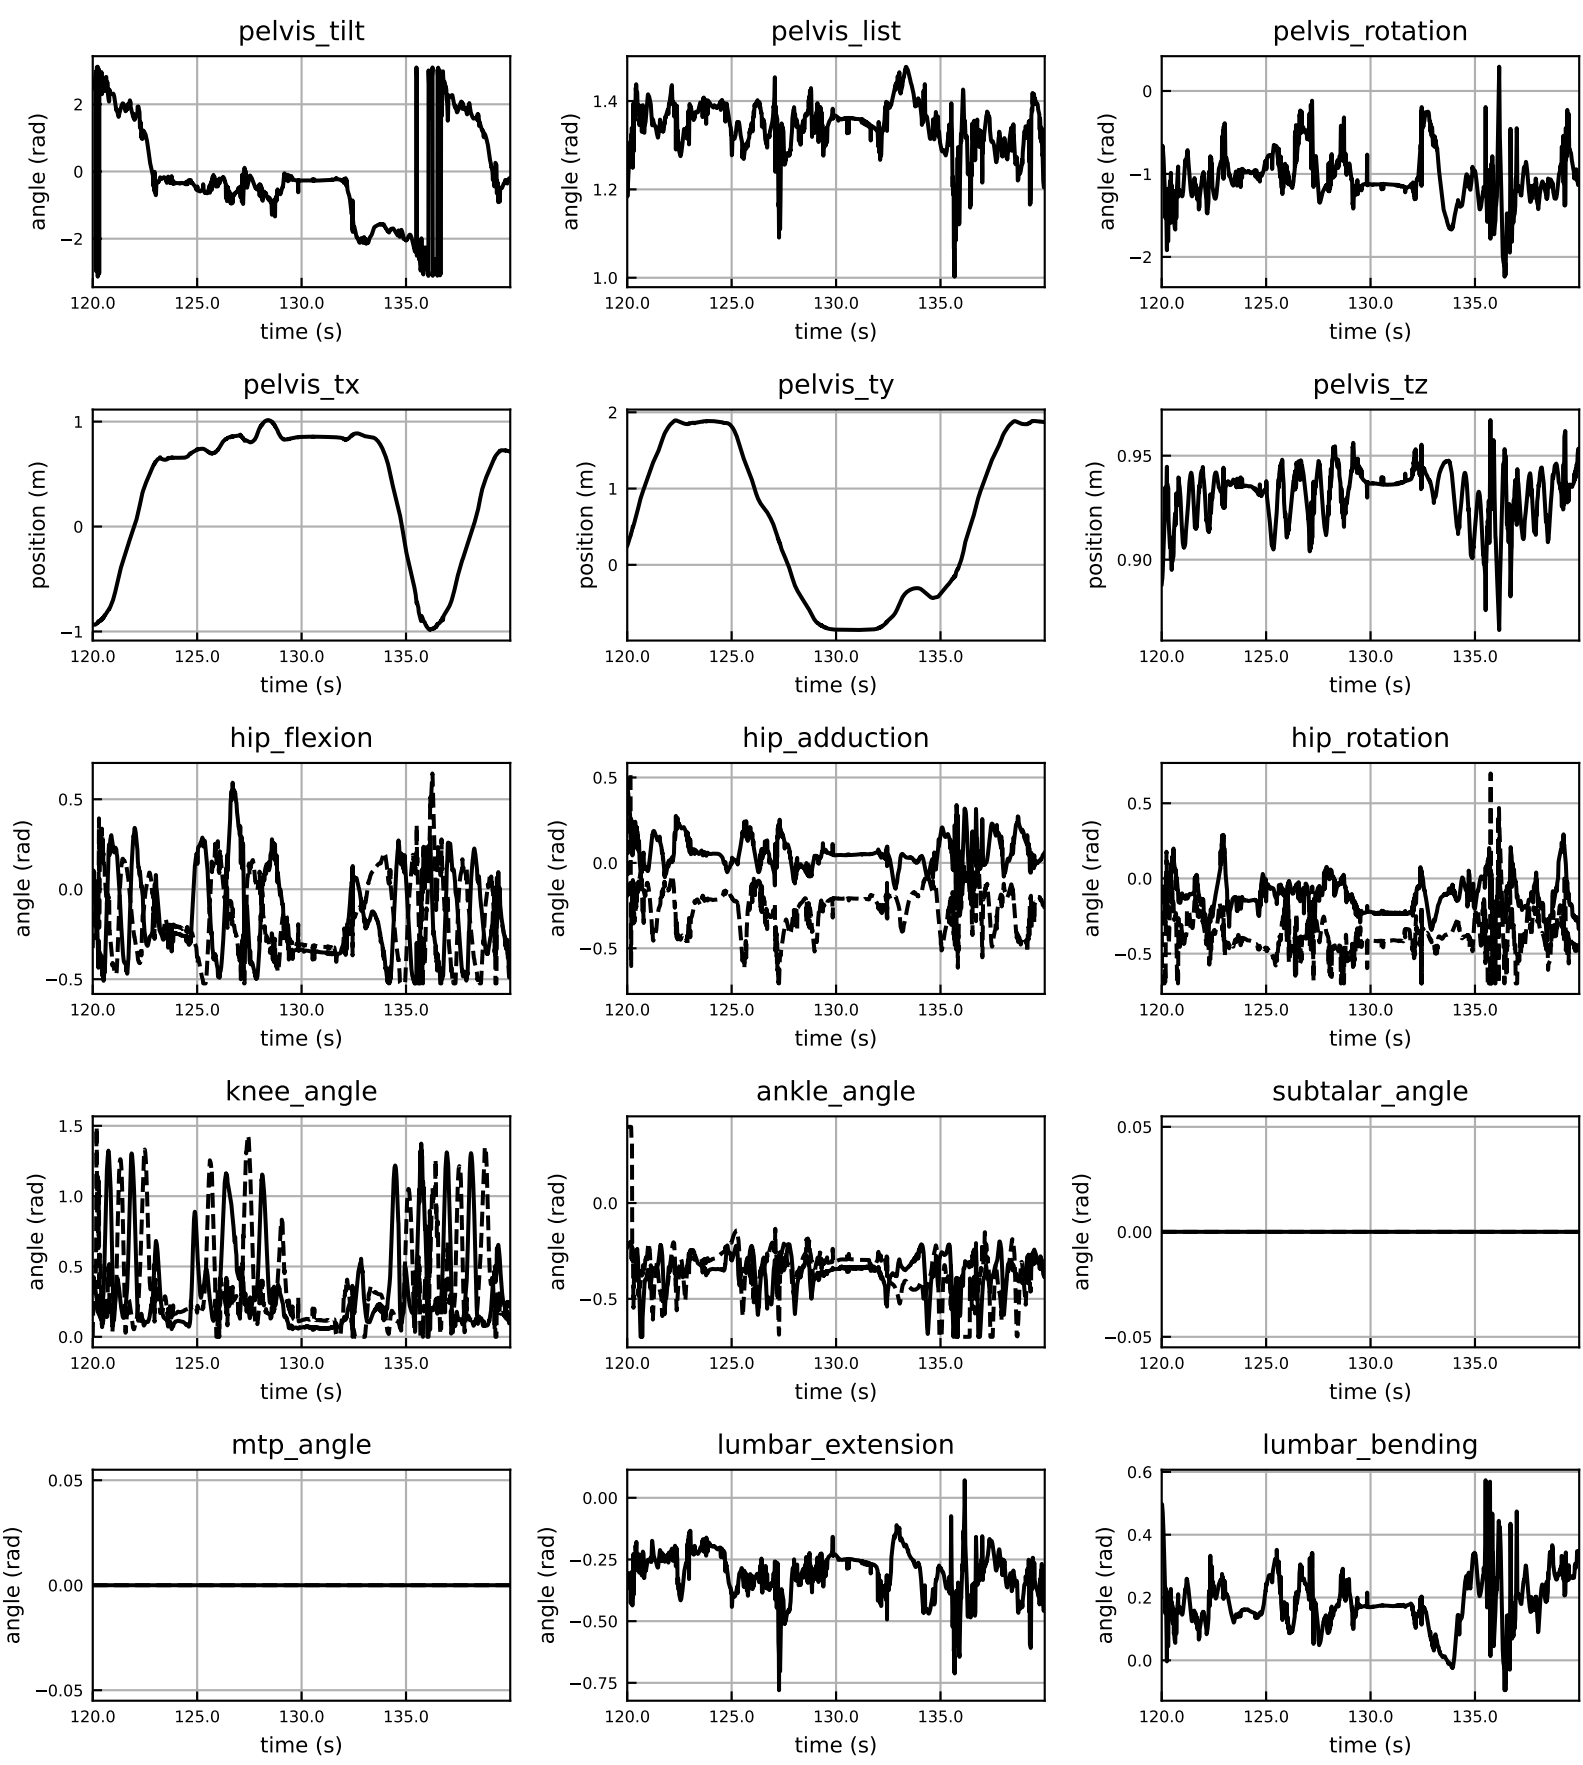 pelvis_tilt
angle (rad)
2
0
−2
120.0 125.0 130.0 135.0
time (s)
pelvis_list
angle (rad)
1.4
1.2
1.0
120.0 125.0 130.0 135.0
time (s)
pelvis_rotation
angle (rad)
0
−1
−2
120.0 125.0 130.0 135.0
time (s)
pelvis_tx
position (m)
1
0
−1
120.0 125.0 130.0 135.0
time (s)
pelvis_ty
position (m)
2
1
0
120.0 125.0 130.0 135.0
time (s)
pelvis_tz
position (m)
0.95
0.90
120.0 125.0 130.0 135.0
time (s)
hip_flexion
angle (rad)
0.5
0.0
−0.5
120.0 125.0 130.0 135.0
time (s)
hip_adduction
angle (rad)
0.5
0.0
−0.5
120.0 125.0 130.0 135.0
time (s)
hip_rotation
angle (rad)
0.5
0.0
−0.5
120.0 125.0 130.0 135.0
time (s)
knee_angle
angle (rad)
1.5
1.0
0.5
0.0
120.0 125.0 130.0 135.0
time (s)
ankle_angle
angle (rad)
0.0
−0.5
120.0 125.0 130.0 135.0
time (s)
subtalar_angle
angle (rad)
0.05
0.00
−0.05
120.0 125.0 130.0 135.0
time (s)
mtp_angle
angle (rad)
0.05
0.00
−0.05
120.0 125.0 130.0 135.0
time (s)
lumbar_extension
angle (rad)
0.00
−0.25
−0.50
−0.75
120.0 125.0 130.0 135.0
time (s)
lumbar_bending
angle (rad)
0.6
0.4
0.2
0.0
120.0 125.0 130.0 135.0
time (s)